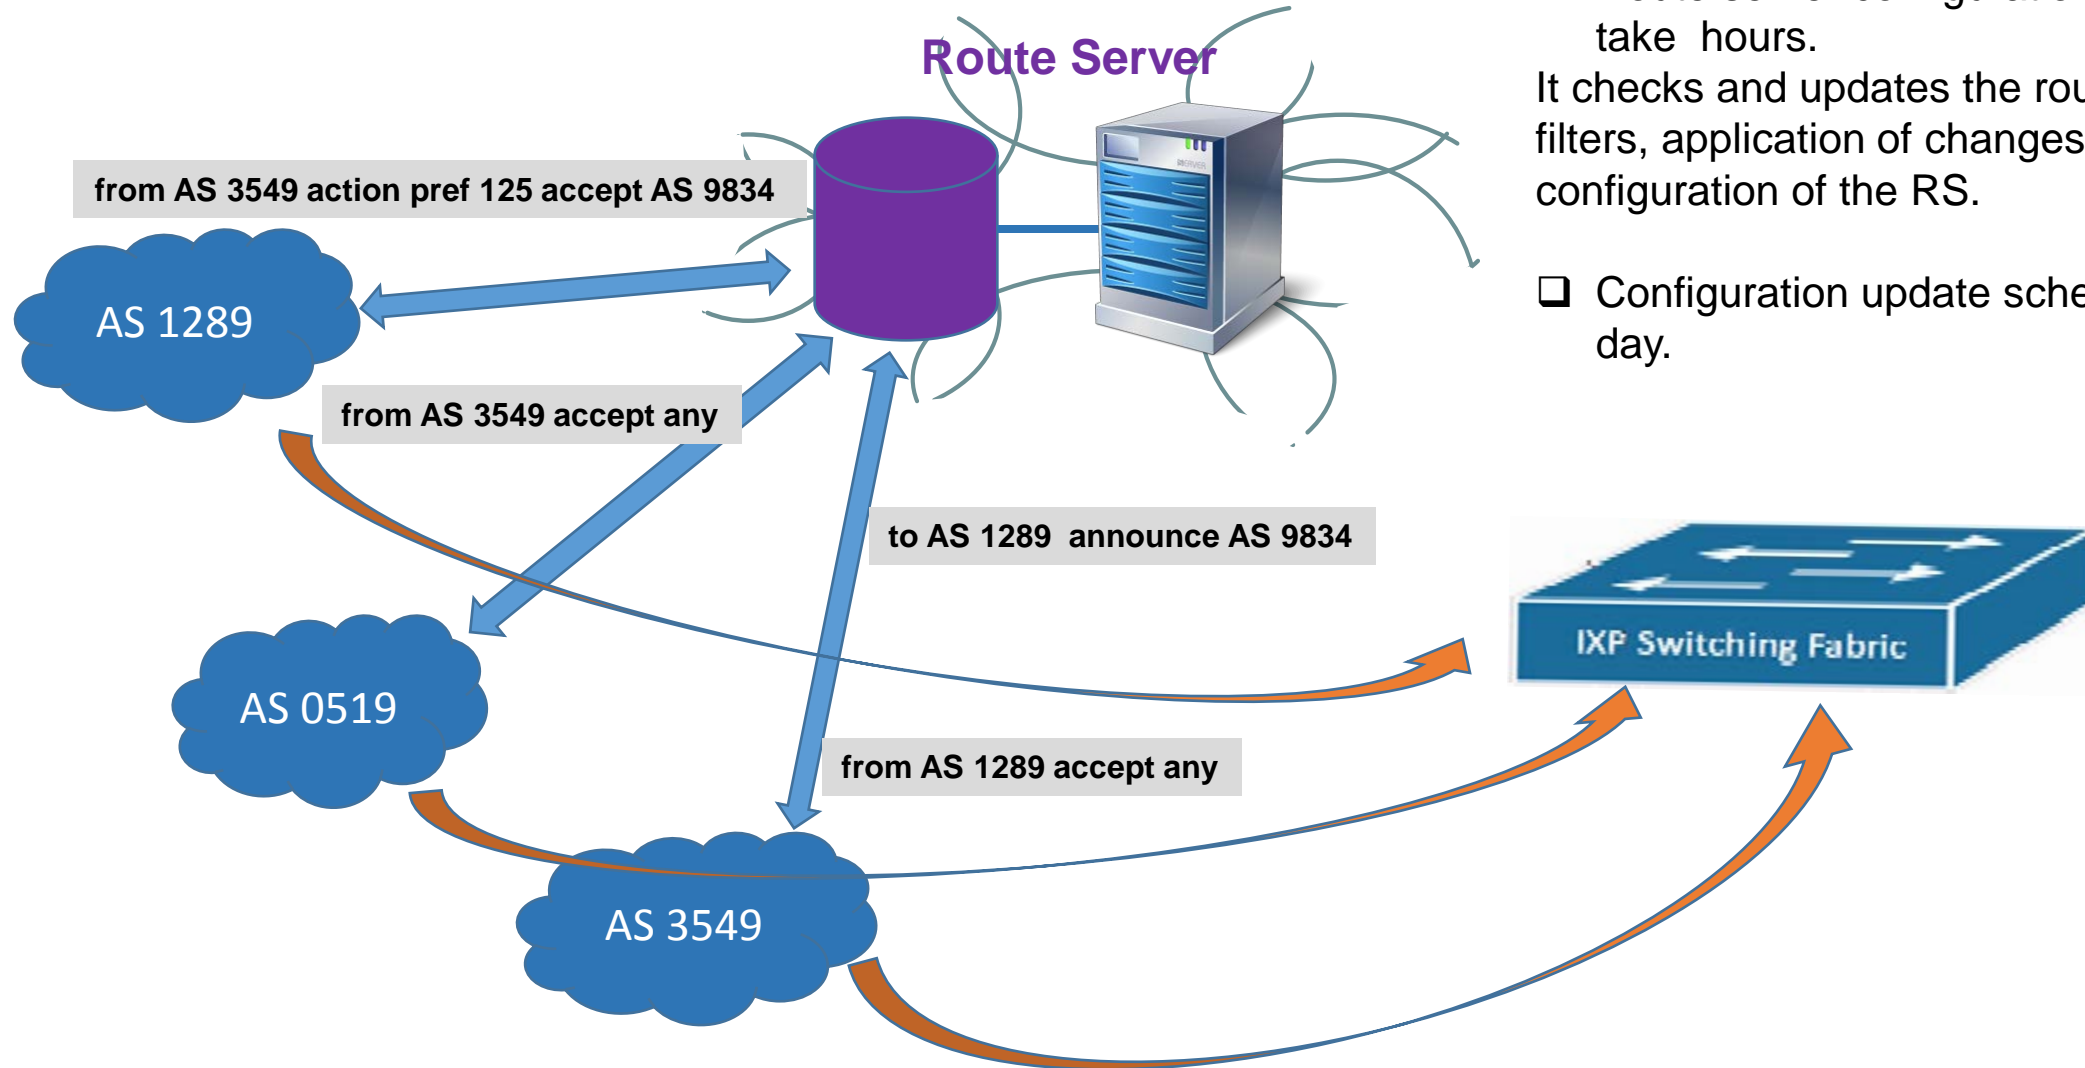 take hours.
It checks and updates the
filters, application of changes
configuration of the RS.
❑ Configuration update
day.
Route Server
from AS 3549 action pref 125 accept AS 9834
AS 1289
from AS 3549 accept any
to AS 1289 announce AS 9834
IXP Switching Fabric
AS 0519
from AS 1289 accept any
AS 3549